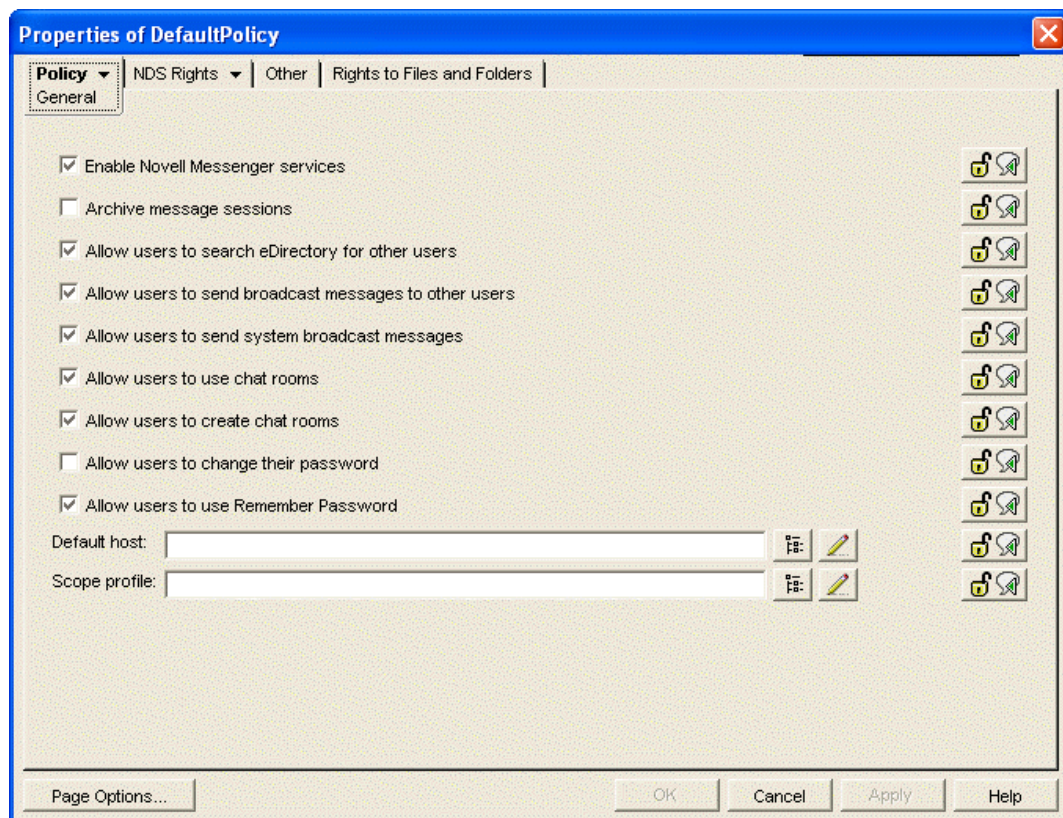 Properties of DefaultPolicy
Policy NDS Rights Other Rights to Files and Folders
General
Enable Novell Messenger services
Archive message sessions
Allow users to search eDirectory for other users
Allow users to send broadcast messages to other users
Allow users to send system broadcast messages
Allow users to use chat rooms
Allow users to create chat rooms
Allow users to change their password
Allow users to use Remember Password
Default host:
Scope profile:
Page Options... OK Cancel Apply Help